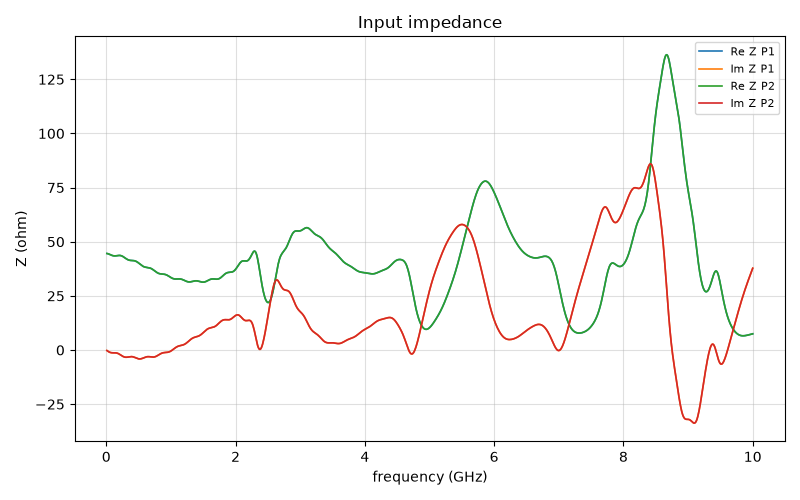 Input impedance
Re Z P1
Im Z P1
Re Z P2
Im Z P2
Z (ohm)
125
100
75
50
25
0
−25
0 2 4 6 8 10
frequency (GHz)